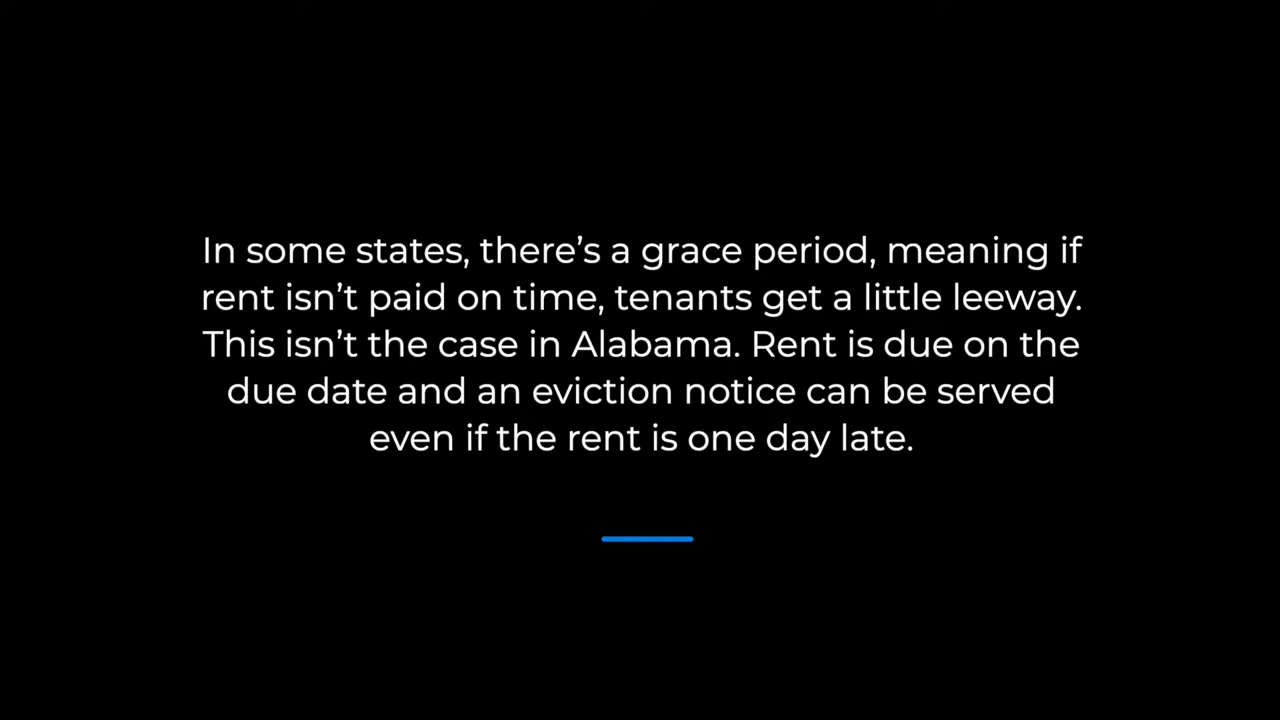 In some states, there’s a grace period, meaning if
rent isn’t paid on time, tenants get a little leeway.
This isn’t the case in Alabama. Rent is due on the
due date and an eviction notice can be served
even if the rent is one day late.